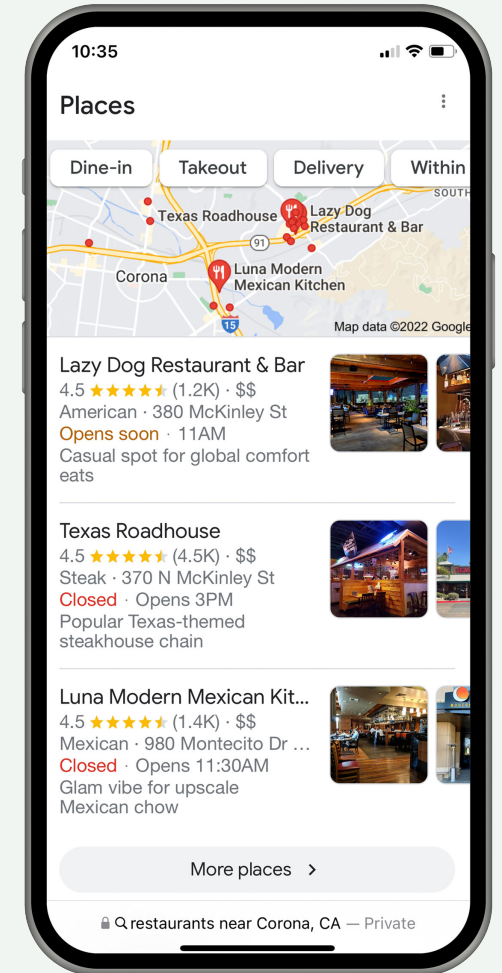 10:35
Places
Dine-in
Takeout
Delivery
Within
SOUTH
Texas Roadhouse
Lazy Dog
Restaurant & Bar
91
Corona
Luna Modern
Mexican Kitchen
15
Map data ©2022 Google
Lazy Dog Restaurant & Bar
4.5 ★★★★★ (1.2K) · $$
American · 380 McKinley St
Opens soon · 11AM
Casual spot for global comfort
eats
Texas Roadhouse
4.5 ★★★★★ (4.5K) · $$
Steak · 370 N McKinley St
Closed · Opens 3PM
Popular Texas-themed
steakhouse chain
Luna Modern Mexican Kit...
4.5 ★★★★★ (1.4K) · $$
Mexican · 980 Montecito Dr ...
Closed · Opens 11:30AM
Glam vibe for upscale
Mexican chow
More places >
restaurants near Corona, CA — Private